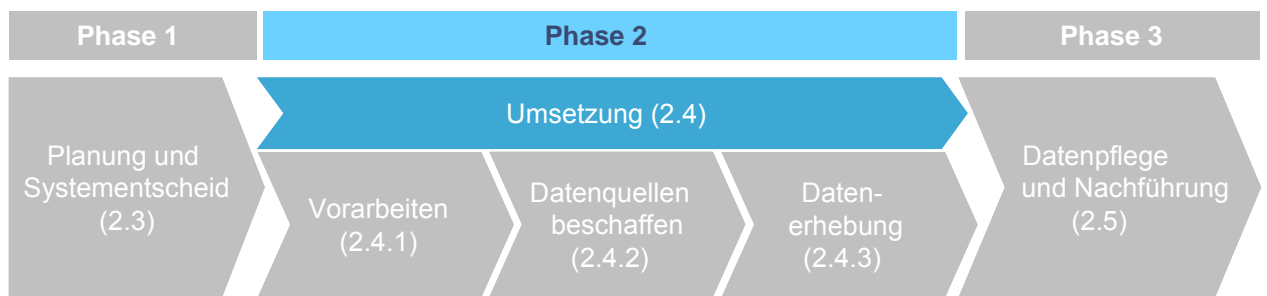 Phase 1
Phase 2
Phase 3
Planung und
Systementscheid
(2.3)
Umsetzung (2.4)
Vorarbeiten
(2.4.1)
Datenquellen
beschaffen
(2.4.2)
Daten-
erhebung
(2.4.3)
Datenpflege
und Nachführung
(2.5)